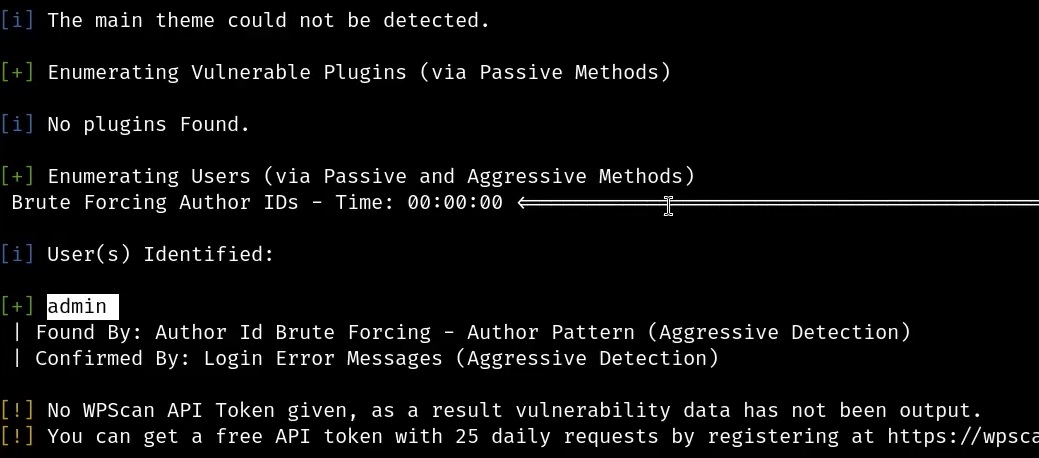 [i] The main theme could not be detected.
[+] Enumerating Vulnerable Plugins (via Passive Methods)
[i] No plugins Found.
[+] Enumerating Users (via Passive and Aggressive Methods)
Brute Forcing Author IDs - Time: 00:00:00 <==================================
[i] User(s) Identified:
[+] admin
| Found By: Author Id Brute Forcing - Author Pattern (Aggressive Detection)
| Confirmed By: Login Error Messages (Aggressive Detection)
[!] No WPScan API Token given, as a result vulnerability data has not been output.
[!] You can get a free API token with 25 daily requests by registering at https://wpsca